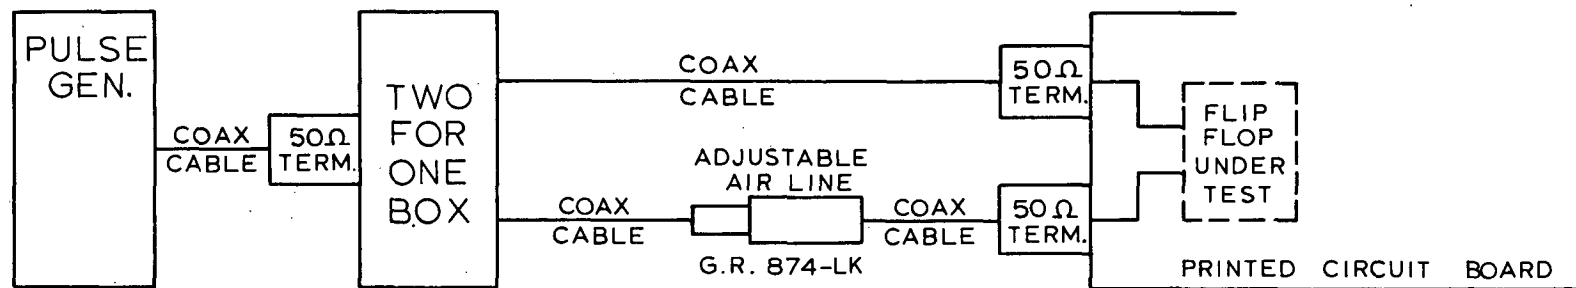 PULSE
GEN.
COAX
CABLE
50Ω
TERM.
TWO
FOR
ONE
BOX
COAX
CABLE
COAX
CABLE
ADJUSTABLE
AIR LINE
G.R. 874-LK
COAX
CABLE
50Ω
TERM.
50Ω
TERM.
FLIP
FLOP
UNDER
TEST
PRINTED CIRCUIT BOARD